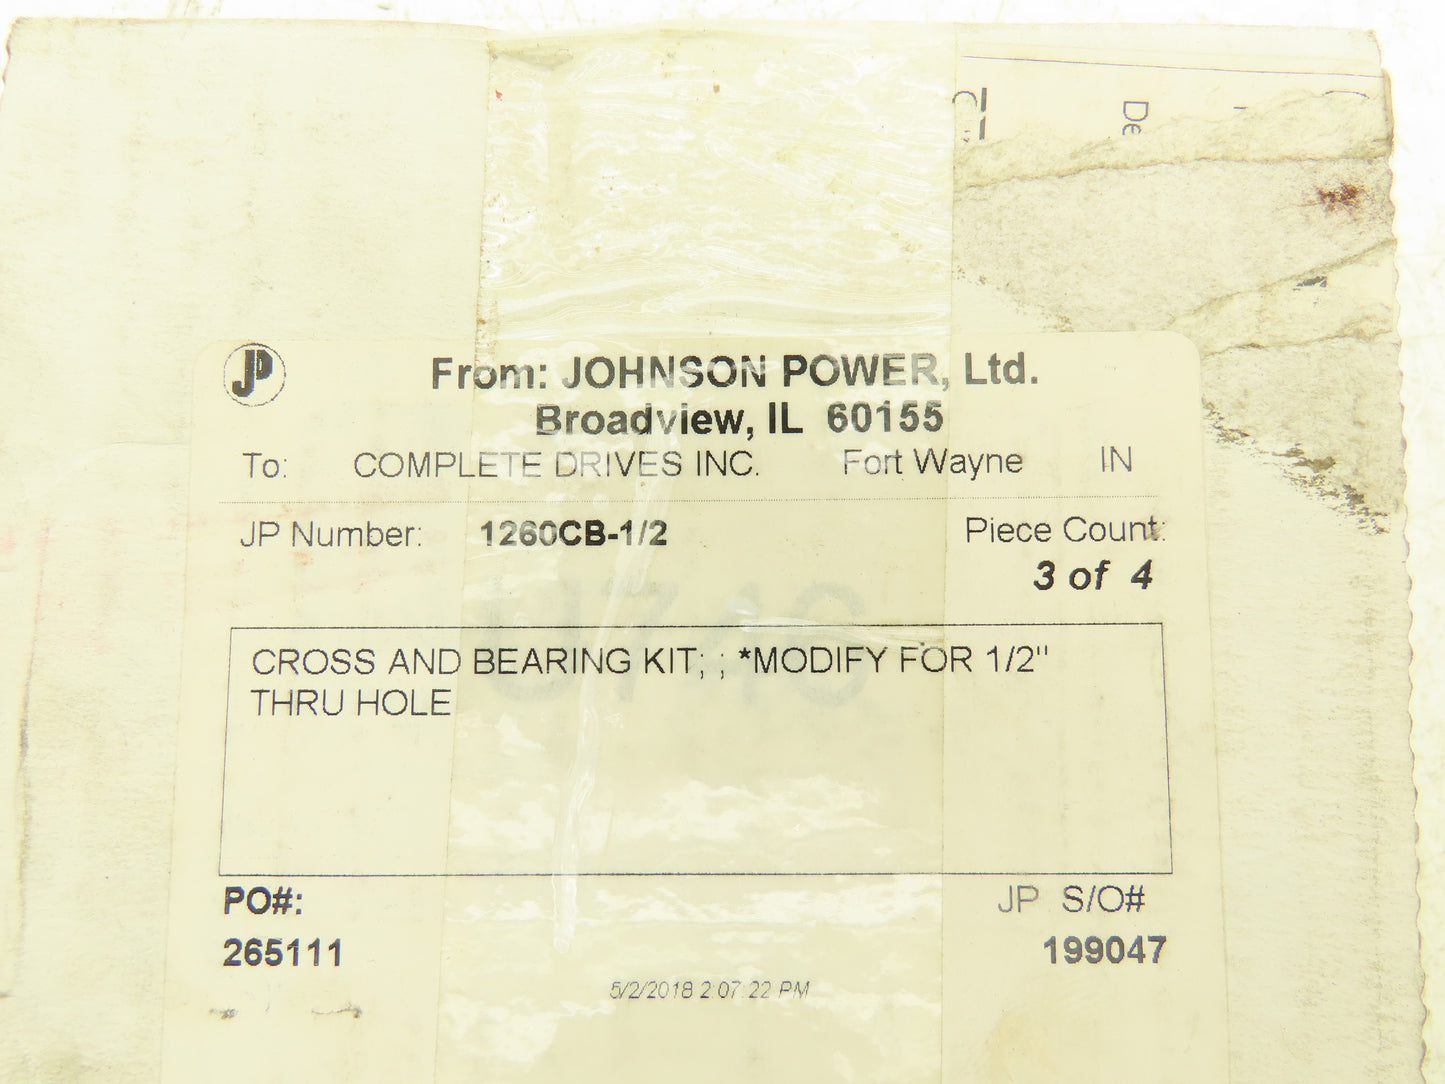 De
JP
From: JOHNSON POWER, Ltd.
Broadview, IL 60155
To: COMPLETE DRIVES INC. Fort Wayne IN
JP Number: 1260CB-1/2 Piece Count:
3 of 4
CROSS AND BEARING KIT; ; *MODIFY FOR 1/2"
THRU HOLE
PO#: JP S/O#
265111 199047
5/2/2018 2:07:22 PM